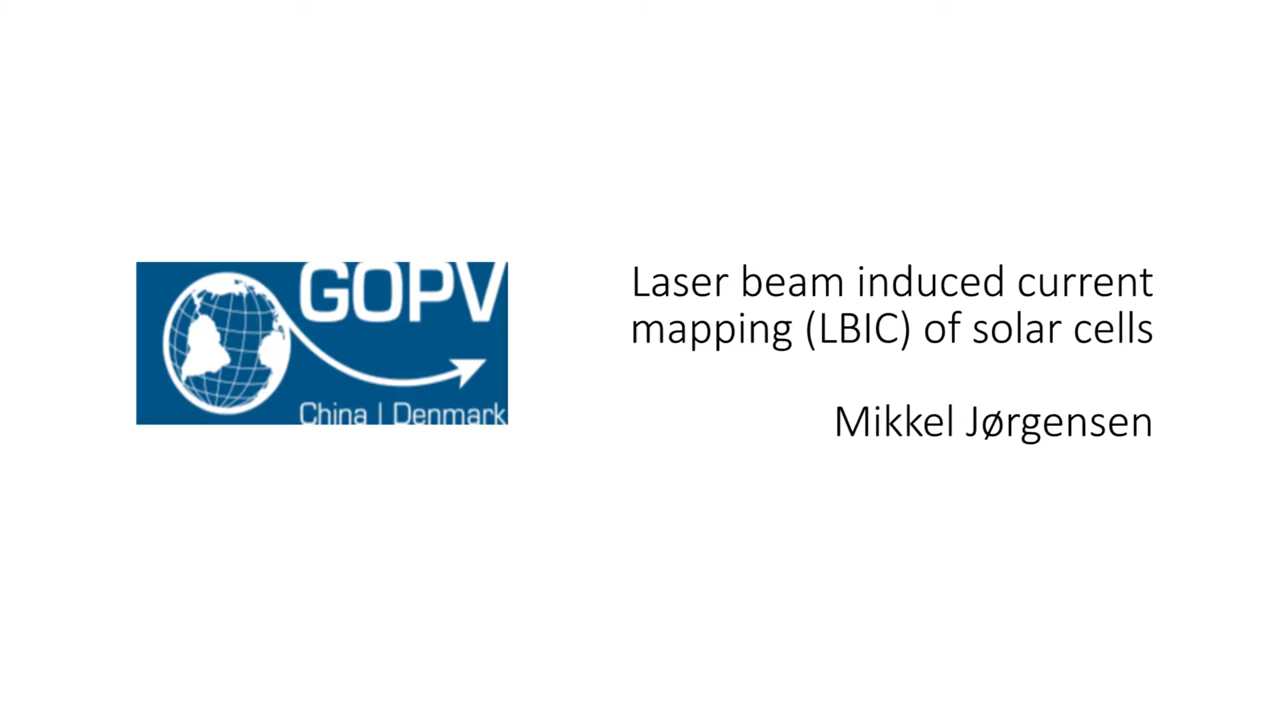 GOPV
China | Denmark
Laser beam induced current
mapping (LBIC) of solar cells
Mikkel Jørgensen